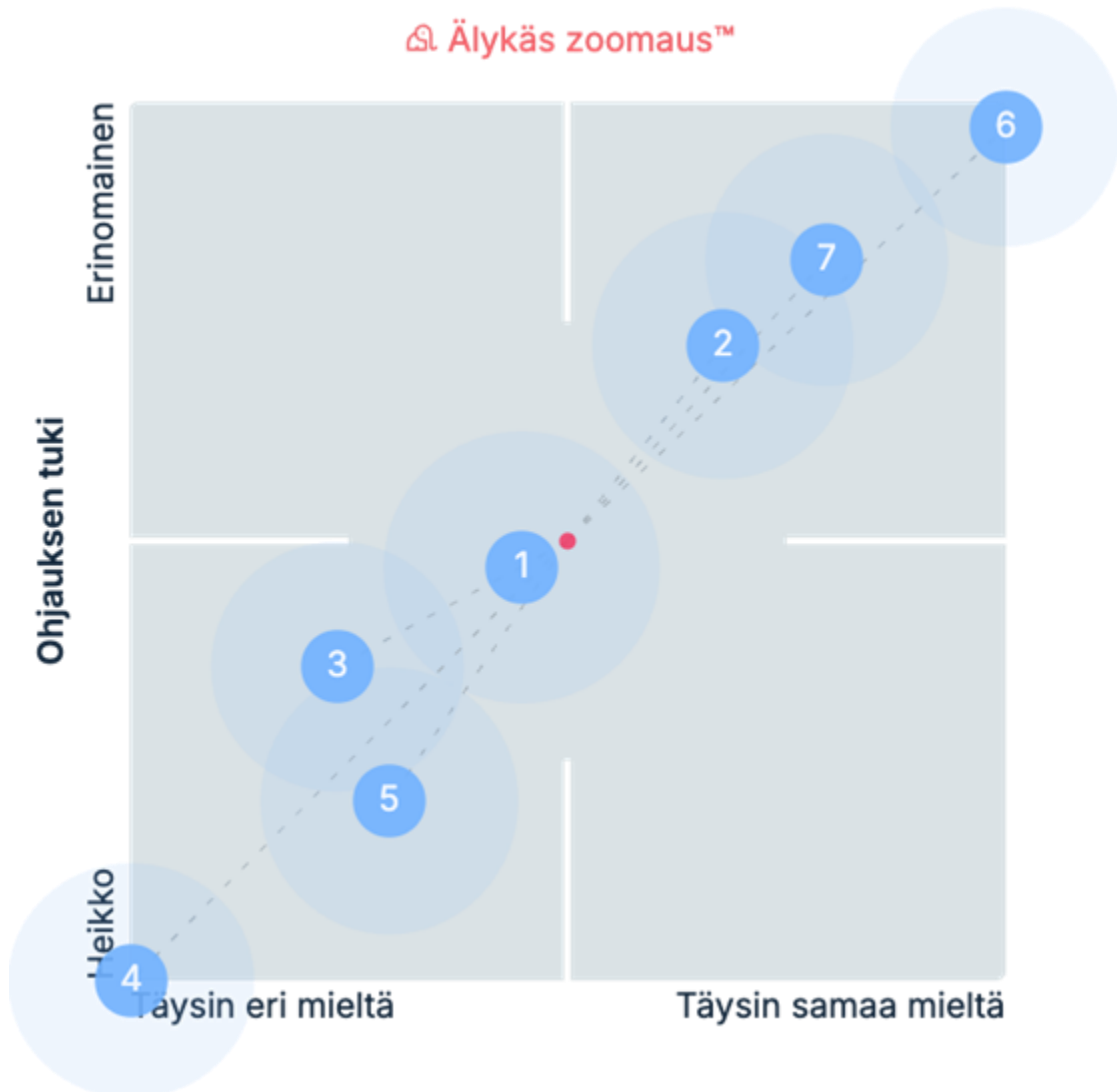 Älykäs zoomaus™
Erinomainen
Ohjauksen tuki
Heikko
6
7
2
1
3
5
4
Täysin eri mieltä
Täysin samaa mieltä